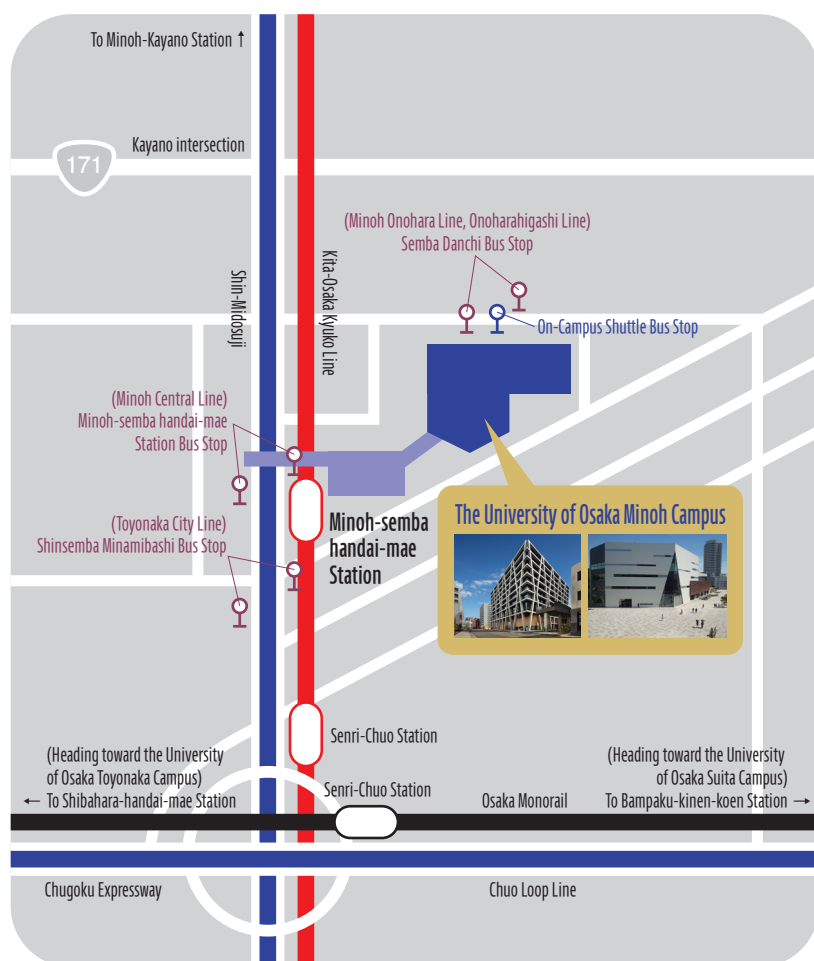 To Minoh-Kayano Station ↑
Kayano intersection
171
(Minoh Onohara Line, Onoharahigashi Line)
Semba Danchi Bus Stop
Shin-Midosuji
Kita-Osaka Kyuko Line
On-Campus Shuttle Bus Stop
(Minoh Central Line)
Minoh-semba handai-mae
Station Bus Stop
(Toyonaka City Line)
Shinsemba Minamibashi Bus Stop
Minoh-semba
handai-mae
Station
The University of Osaka Minoh Campus
Senri-Chuo Station
(Heading toward the University
of Osaka Toyonaka Campus)
← To Shibahara-handai-mae Station
Senri-Chuo Station
Osaka Monorail
(Heading toward the University
of Osaka Suita Campus)
To Bampaku-kinen-koen Station →
Chugoku Expressway
Chuo Loop Line